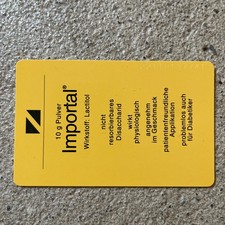 10 g Pulver
Importal®
Wirkstoff: Lactitol
nicht
resorbierbares
Disaccharid
wirkt
physiologisch
angenehm
im Geschmack
patientenfreundliche
Applikation
problemlos auch
für Diabetiker